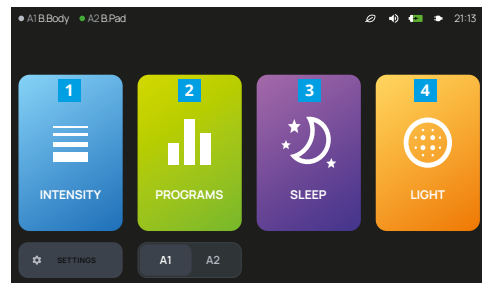 A1 B.Body A2 B.Pad 21:13
1 2 3 4
INTENSITY PROGRAMS SLEEP LIGHT
SETTINGS A1 A2